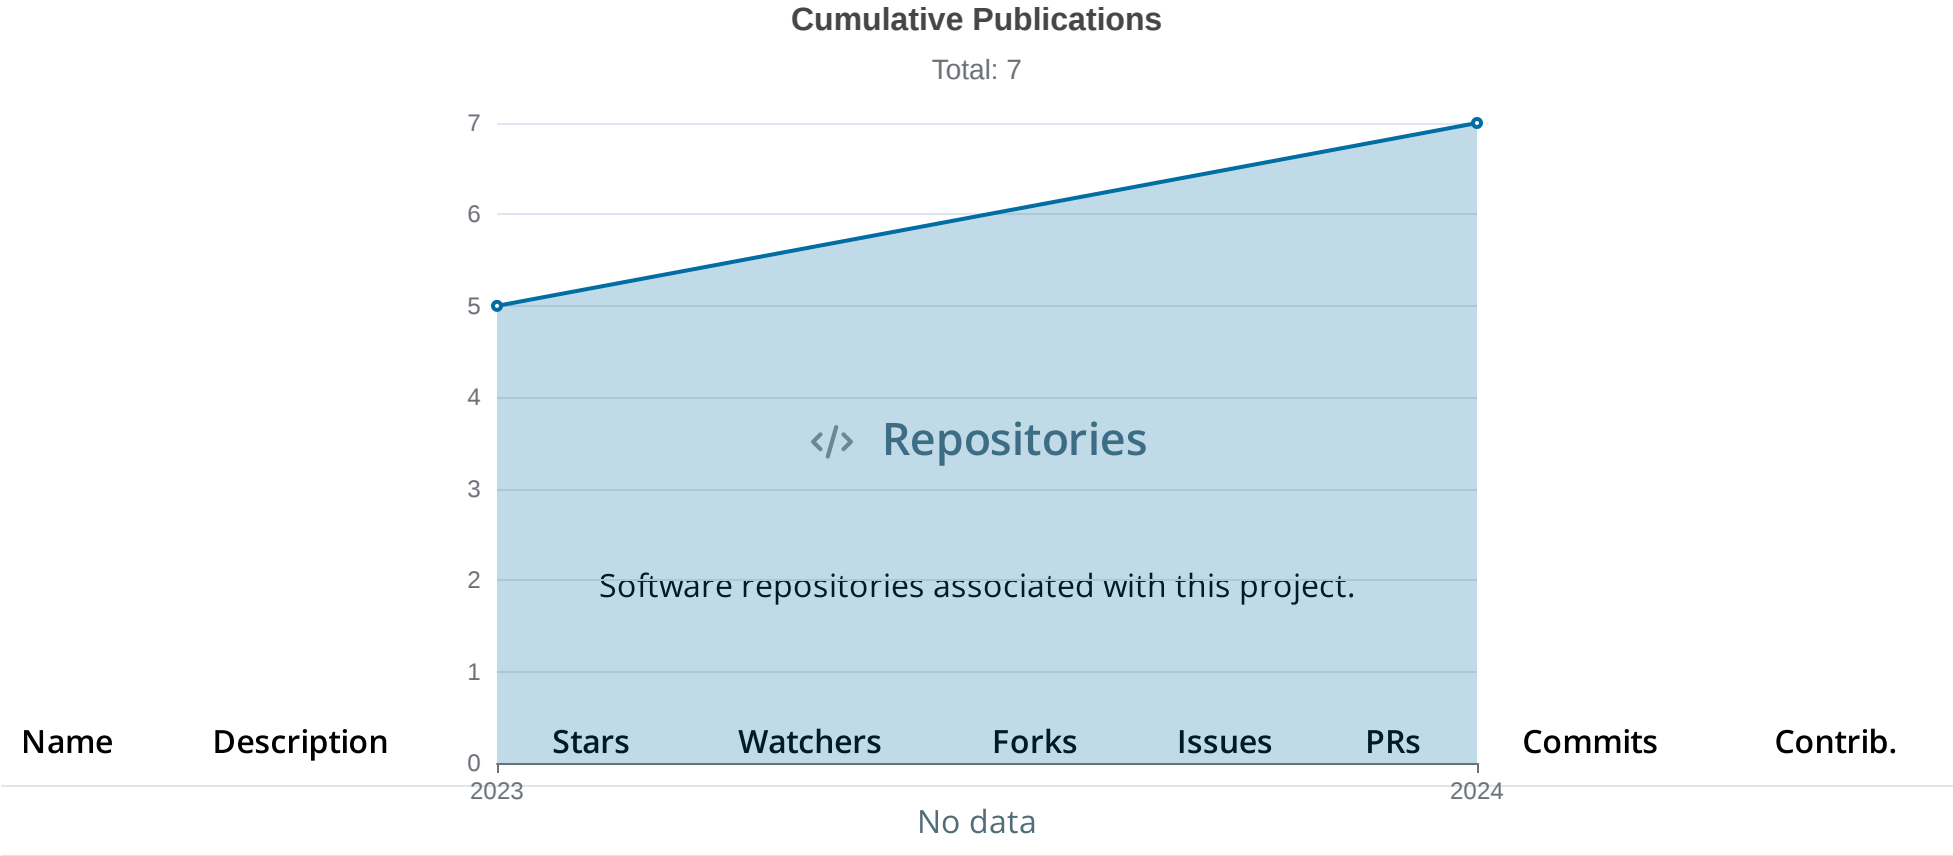 Cumulative Publications
Total: 7
7
6
5
4
Repositories
3
2
Software repositories associated with this project.
1
Name Description Stars Watchers Forks Issues PRs Commits Contrib.
0
2023 2024
No data